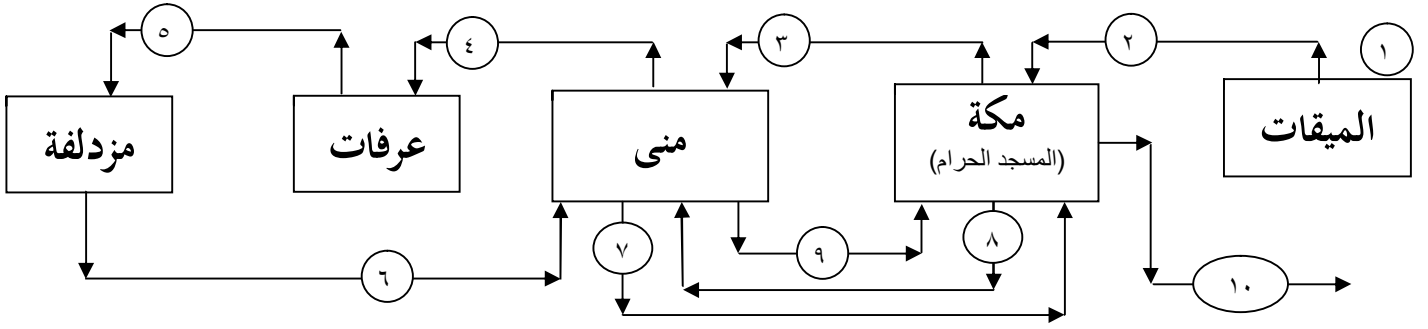 ١
٢
٣
٤
٥
الميقات
مكة
(المسجد الحرام)
منى
عرفات
مزدلفة
٦
٧
٨
٩
١٠